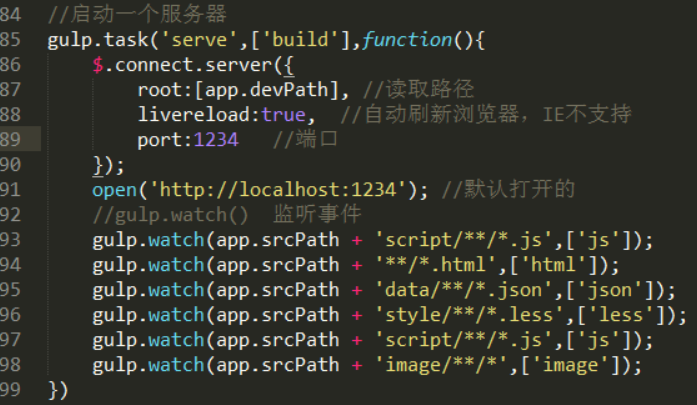 84 //启动一个服务器
85 gulp.task('serve',['build'],function(){
86 $.connect.server({
87 root:[app.devPath], //读取路径
88 livereload:true, //自动刷新浏览器，IE不支持
89 port:1234 //端口
90 });
91 open('http://localhost:1234'); //默认打开的
92 //gulp.watch() 监听事件
93 gulp.watch(app.srcPath + 'script/**/*.js',['js']);
94 gulp.watch(app.srcPath + '**/*.html',['html']);
95 gulp.watch(app.srcPath + 'data/**/*.json',['json']);
96 gulp.watch(app.srcPath + 'style/**/*.less',['less']);
97 gulp.watch(app.srcPath + 'script/**/*.js',['js']);
98 gulp.watch(app.srcPath + 'image/**/*',['image']);
99 })